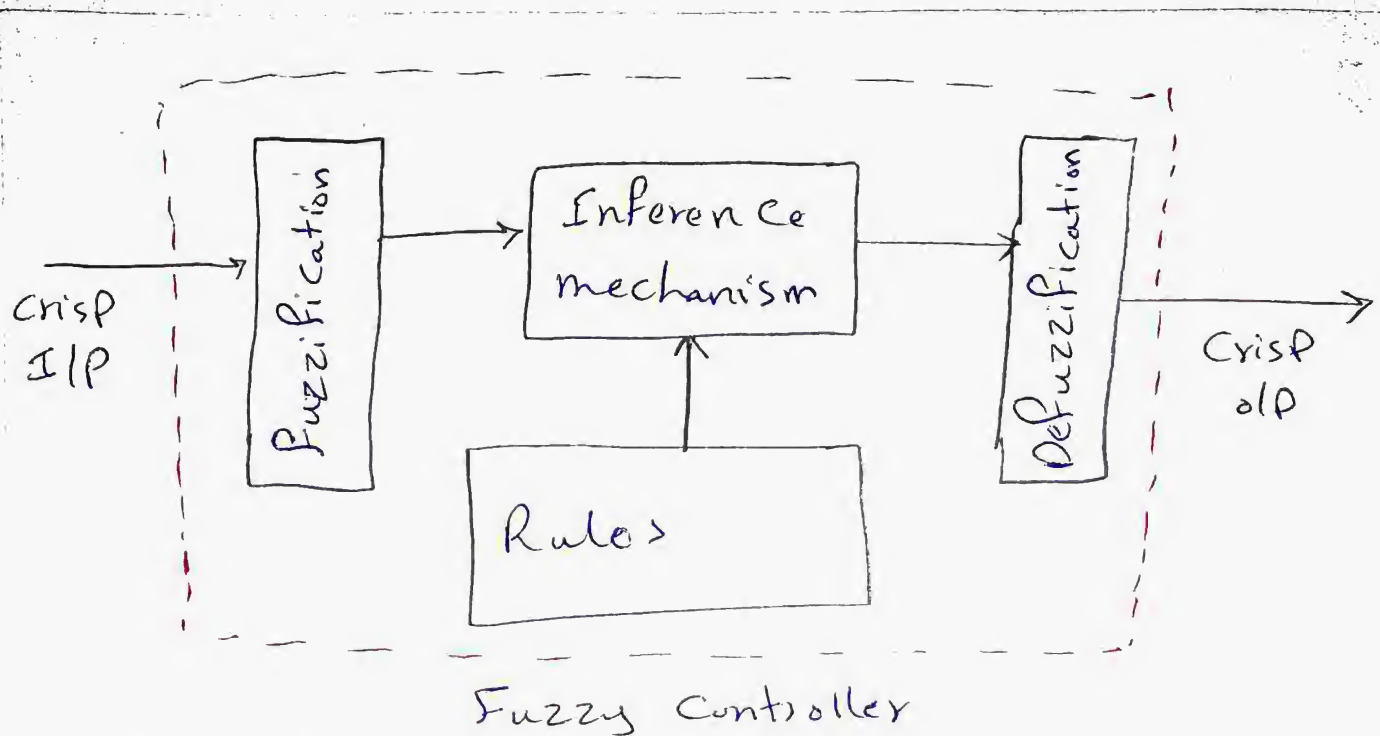 Crisp
I/P
Fuzzification
Inference
mechanism
Rules
Defuzzification
Crisp
o/p
Fuzzy Controller